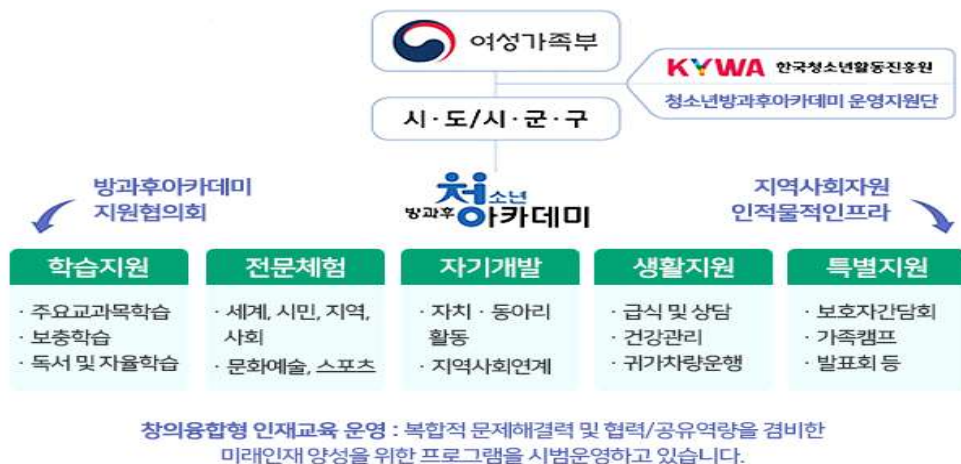 여성가족부
KYWA 한국청소년활동진흥원
청소년방과후아카데미 운영지원단
시·도/시·군·구
방과후아카데미
지원협의회
청소년
방과후아카데미
지역사회자원
인적물적인프라
학습지원
· 주요교과목학습
· 보충학습
· 독서 및 자율학습
전문체험
· 세계, 시민, 지역,
사회
· 문화예술, 스포츠
자기개발
· 자치 · 동아리
활동
· 지역사회연계
생활지원
· 급식 및 상담
· 건강관리
· 귀가차량운행
특별지원
· 보호자간담회
· 가족캠프
· 발표회 등
창의융합형 인재교육 운영 : 복합적 문제해결력 및 협력/공유역량을 겸비한
미래인재 양성을 위한 프로그램을 시범운영하고 있습니다.